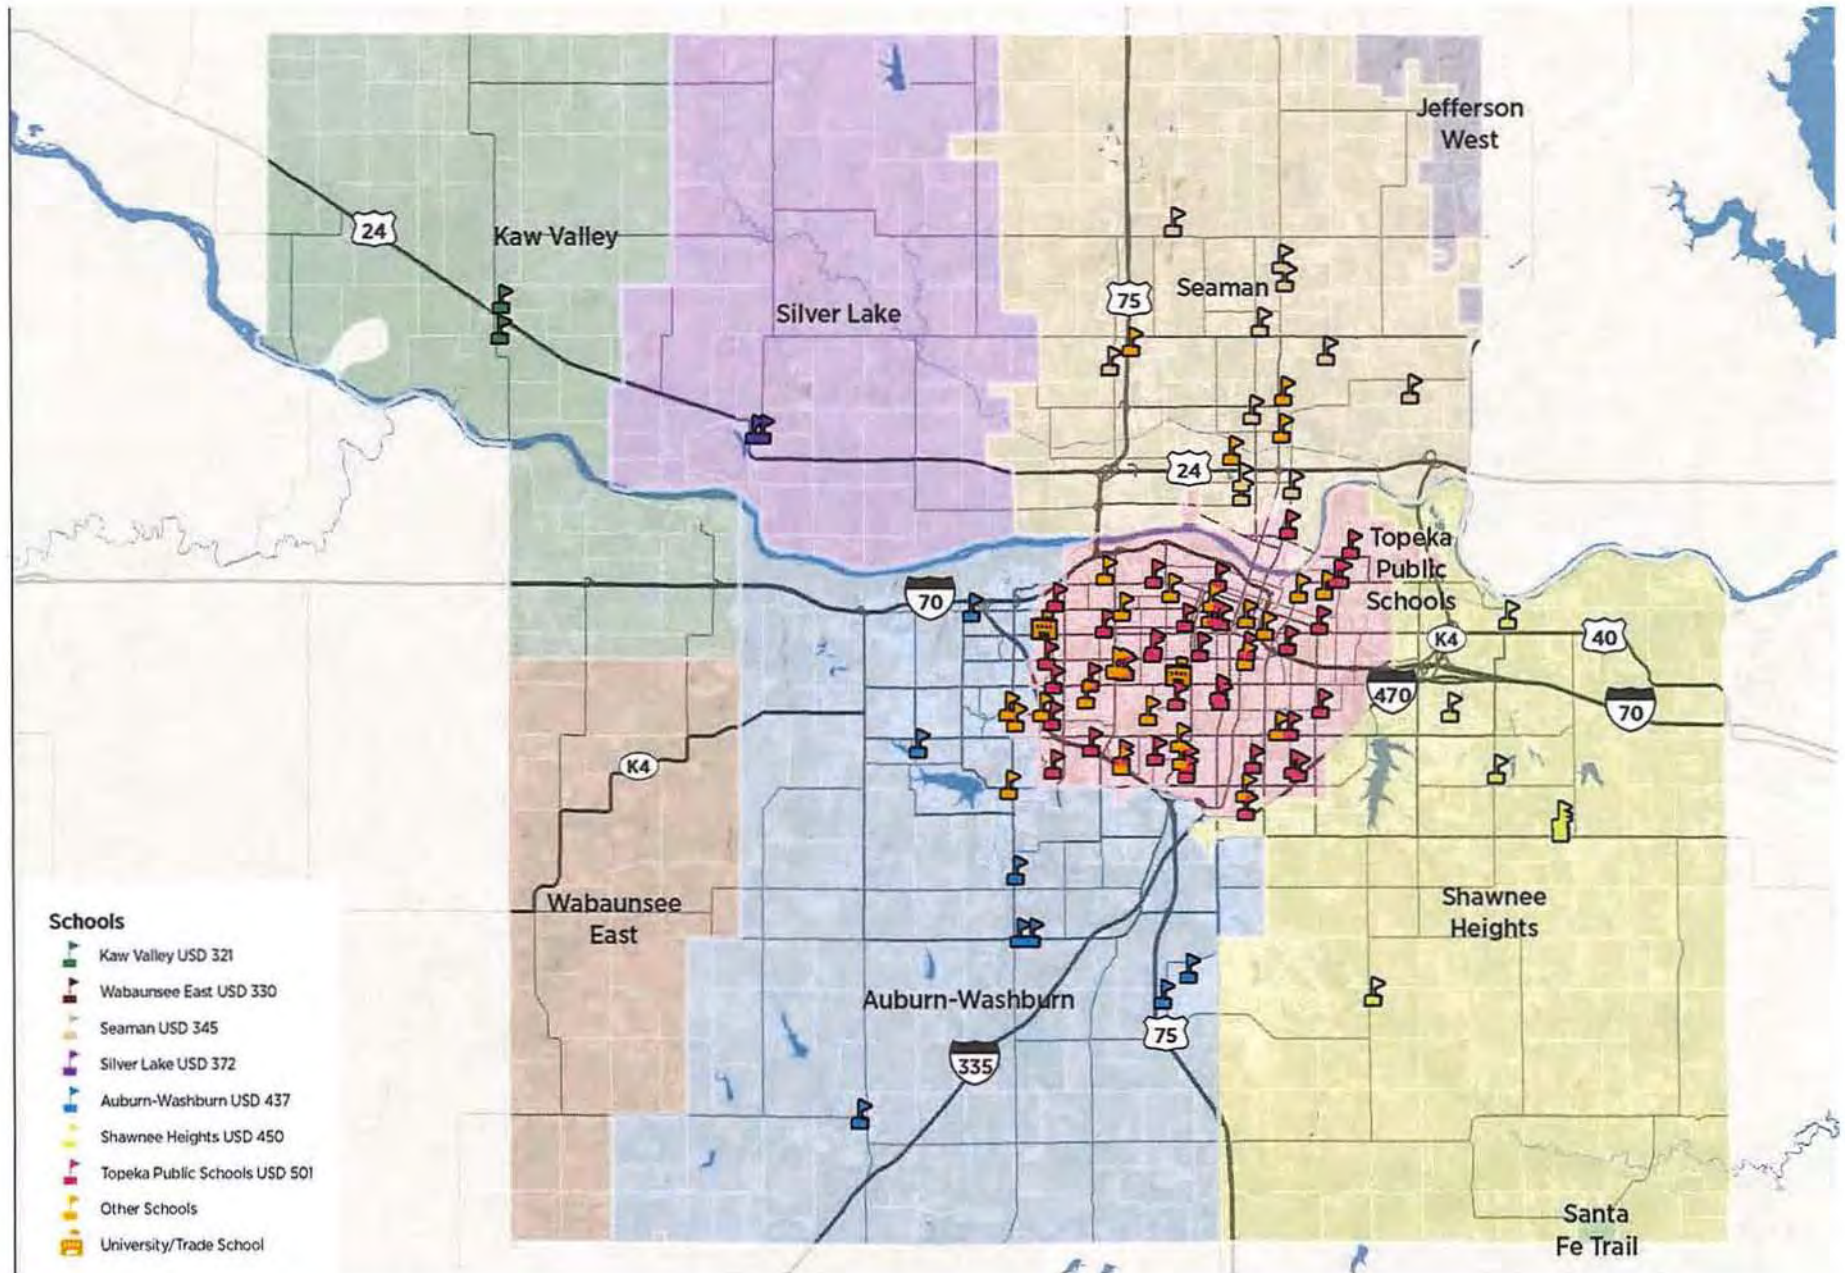 Jefferson
West
24
Kaw Valley
Seaman
75
Silver Lake
24
Topeka
Public
Schools
70
K4
40
470
70
K4
Wabaunsee
East
Shawnee
Heights
Auburn-Washburn
75
335
Santa
Fe Trail
Schools
Kaw Valley USD 321
Wabaunsee East USD 330
Seaman USD 345
Silver Lake USD 372
Auburn-Washburn USD 437
Shawnee Heights USD 450
Topeka Public Schools USD 501
Other Schools
University/Trade School